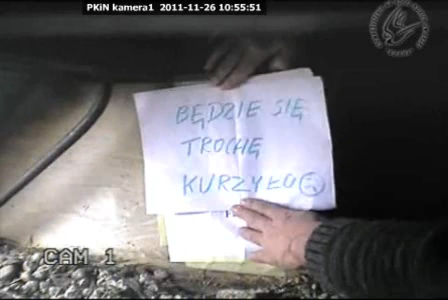 PKiN kamera1 2011-11-26 10:55:51
BĘDZIE SIĘ
TROCHĘ
KURZYŁO
CAM 1